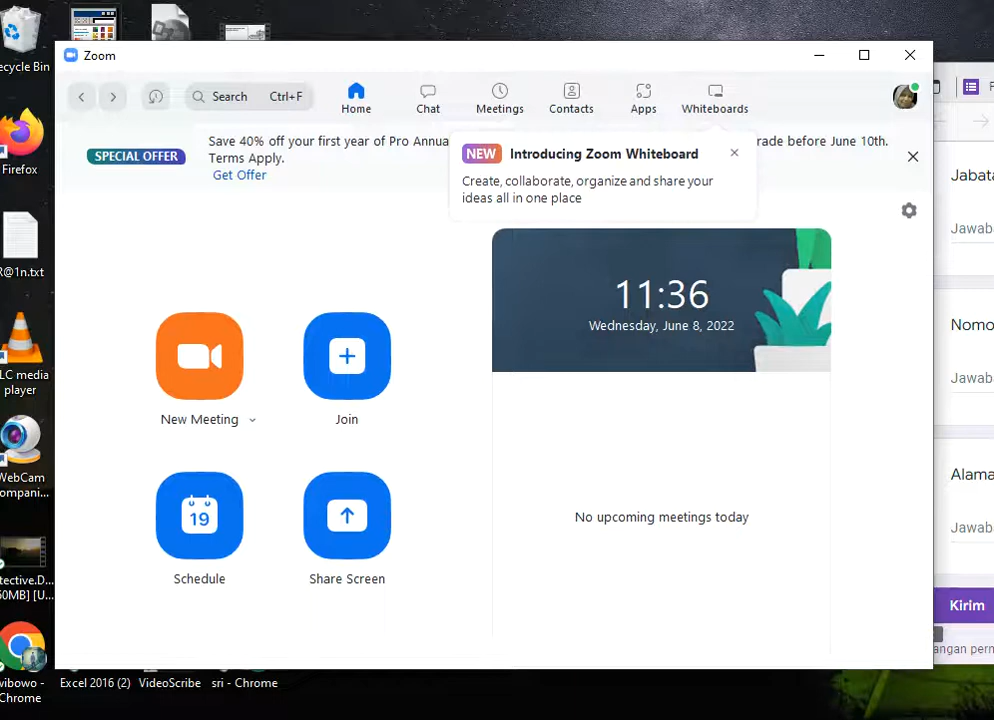 Zoom
Search Ctrl+F
Home
Chat
Meetings
Contacts
Apps
Whiteboards
SPECIAL OFFER
Save 40% off your first year of Pro Annua
rade before June 10th.
Terms Apply.
Get Offer
NEW Introducing Zoom Whiteboard
Create, collaborate, organize and share your
ideas all in one place
11:36
Wednesday, June 8, 2022
New Meeting
Join
19
Schedule
Share Screen
No upcoming meetings today
ecycle Bin
Firefox
R@1n.txt
LC media
player
WebCam
ompani...
tective.D...
50MB] [U...
wibowo -
Chrome
Excel 2016 (2)
VideoScribe
sri - Chrome
Jabata
Jawab
Nomo
Jawab
Alama
Jawab
Kirim
angan perm